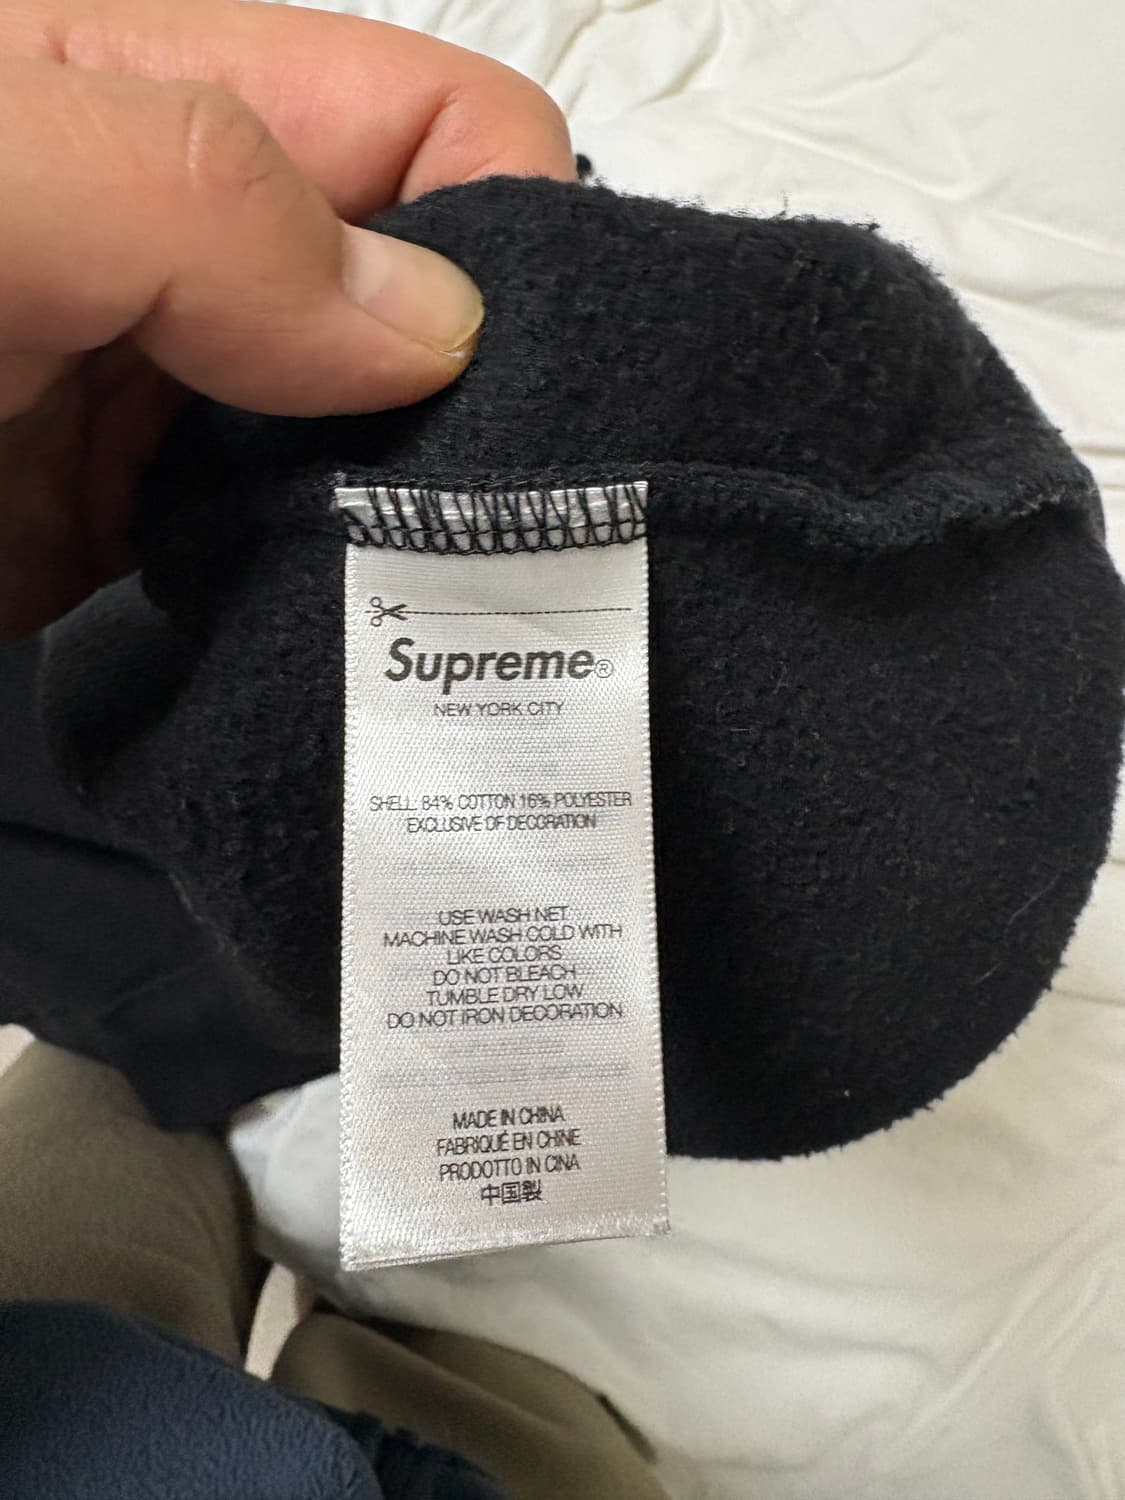 Supreme®
NEW YORK CITY
SHELL 84% COTTON 16% POLYESTER
EXCLUSIVE OF DECORATION
USE WASH NET
MACHINE WASH COLD WITH
LIKE COLORS
DO NOT BLEACH
TUMBLE DRY LOW
DO NOT IRON DECORATION
MADE IN CHINA
FABRIQUÉ EN CHINE
PRODOTTO IN CINA
中国製